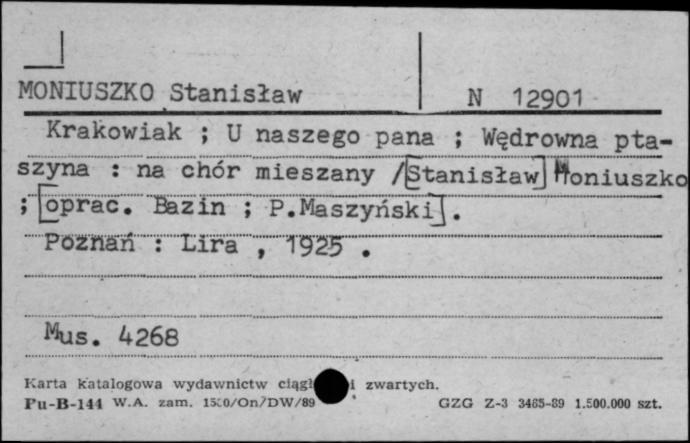 MONIUSZKO Stanisław N 12901
Krakowiak ; U naszego pana ; Wędrowna pta-
szyna : na chór mieszany /[Stanisław] Moniuszko
; [oprac. Bazin ; P.Maszyński].
Poznań : Lira , 1925 .
Mus. 4268
Karta katalogowa wydawnictw ciągł i zwartych.
Pu-B-144 W.A. zam. /On/DW/89 GZG Z-3 3465-89 1.500.000 szt.